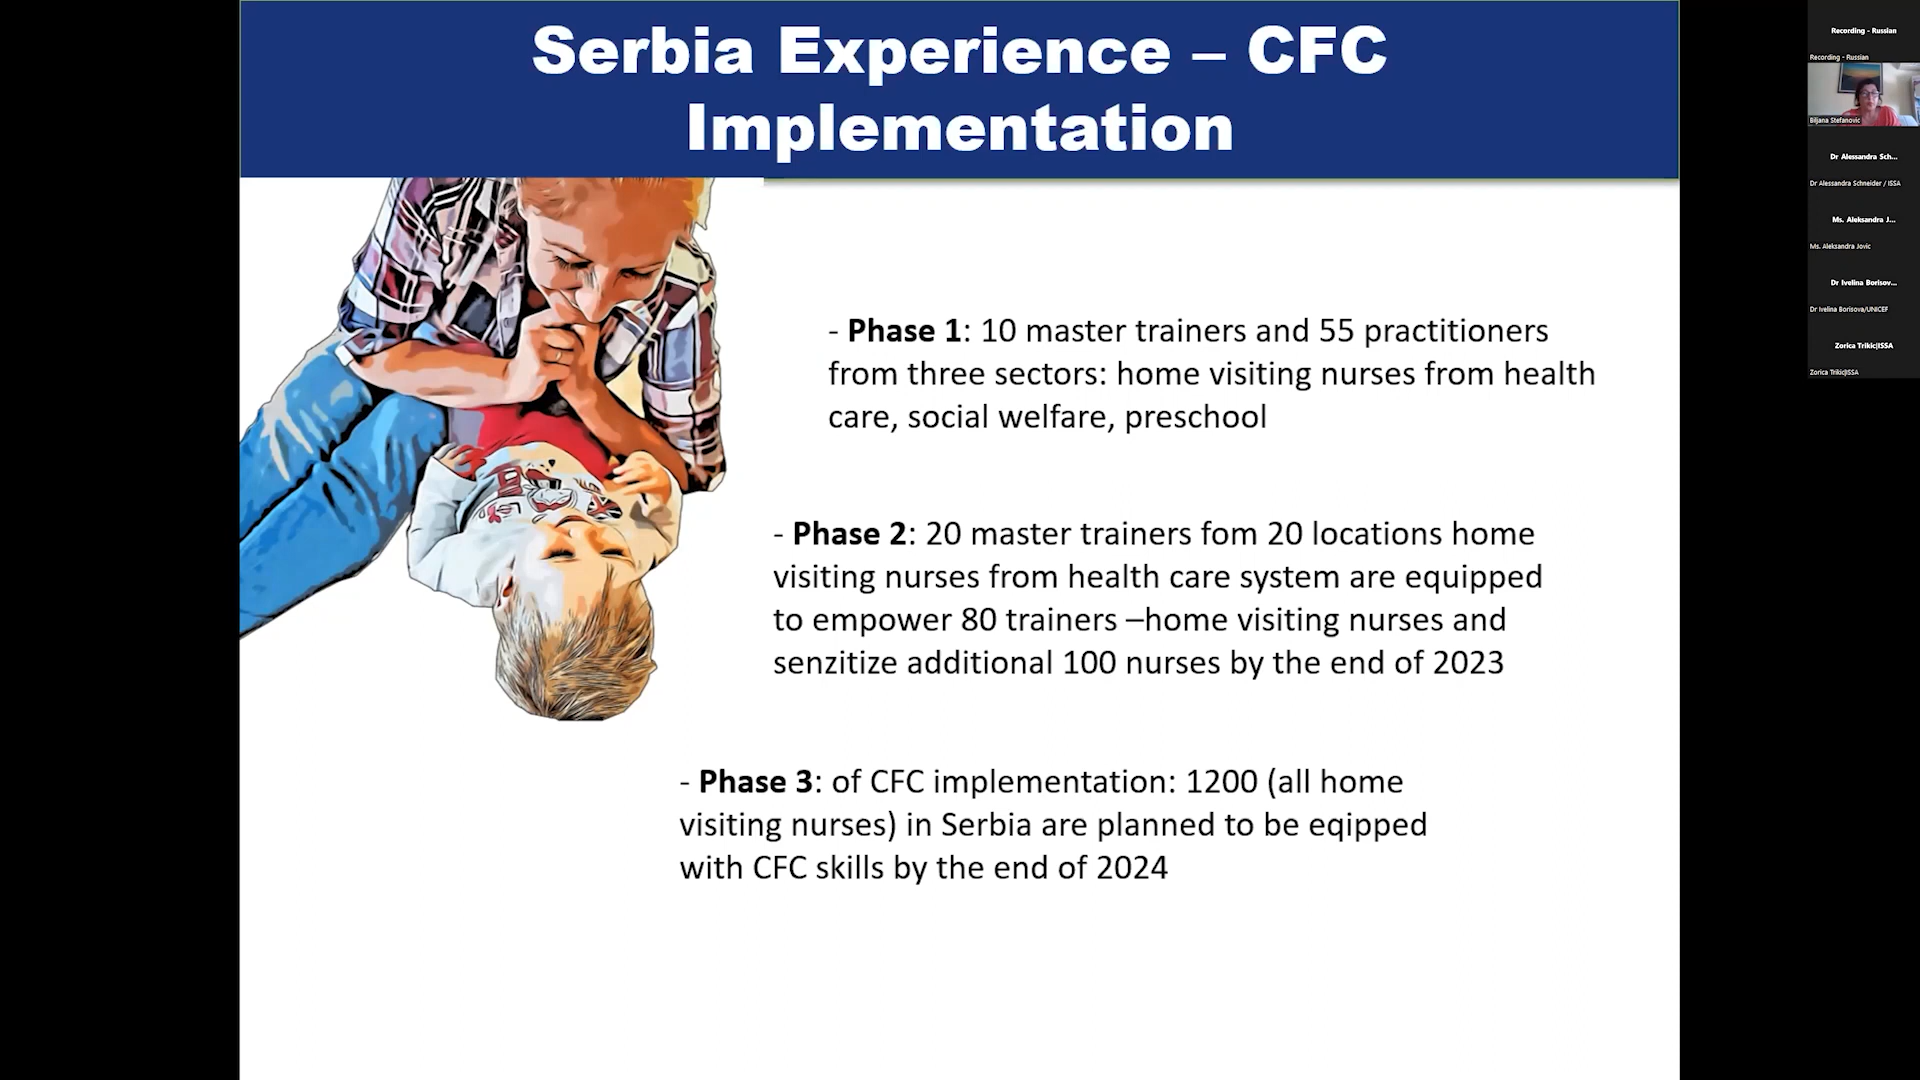 Serbia Experience – CFC
Implementation
- Phase 1: 10 master trainers and 55 practitioners
from three sectors: home visiting nurses from health
care, social welfare, preschool
- Phase 2: 20 master trainers fom 20 locations home
visiting nurses from health care system are equipped
to empower 80 trainers –home visiting nurses and
senzitize additional 100 nurses by the end of 2023
- Phase 3: of CFC implementation: 1200 (all home
visiting nurses) in Serbia are planned to be eqipped
with CFC skills by the end of 2024
Recording - Russian
Recording - Russian
Biljana Stefanovic
Dr Alessandra Sch...
Dr Alessandra Schneider / ISSA
Ms. Aleksandra J...
Ms. Aleksandra Jovic
Dr Ivelina Borisov...
Dr Ivelina Borisova/UNICEF
Zorica Trikic|ISSA
Zorica Trikic|ISSA